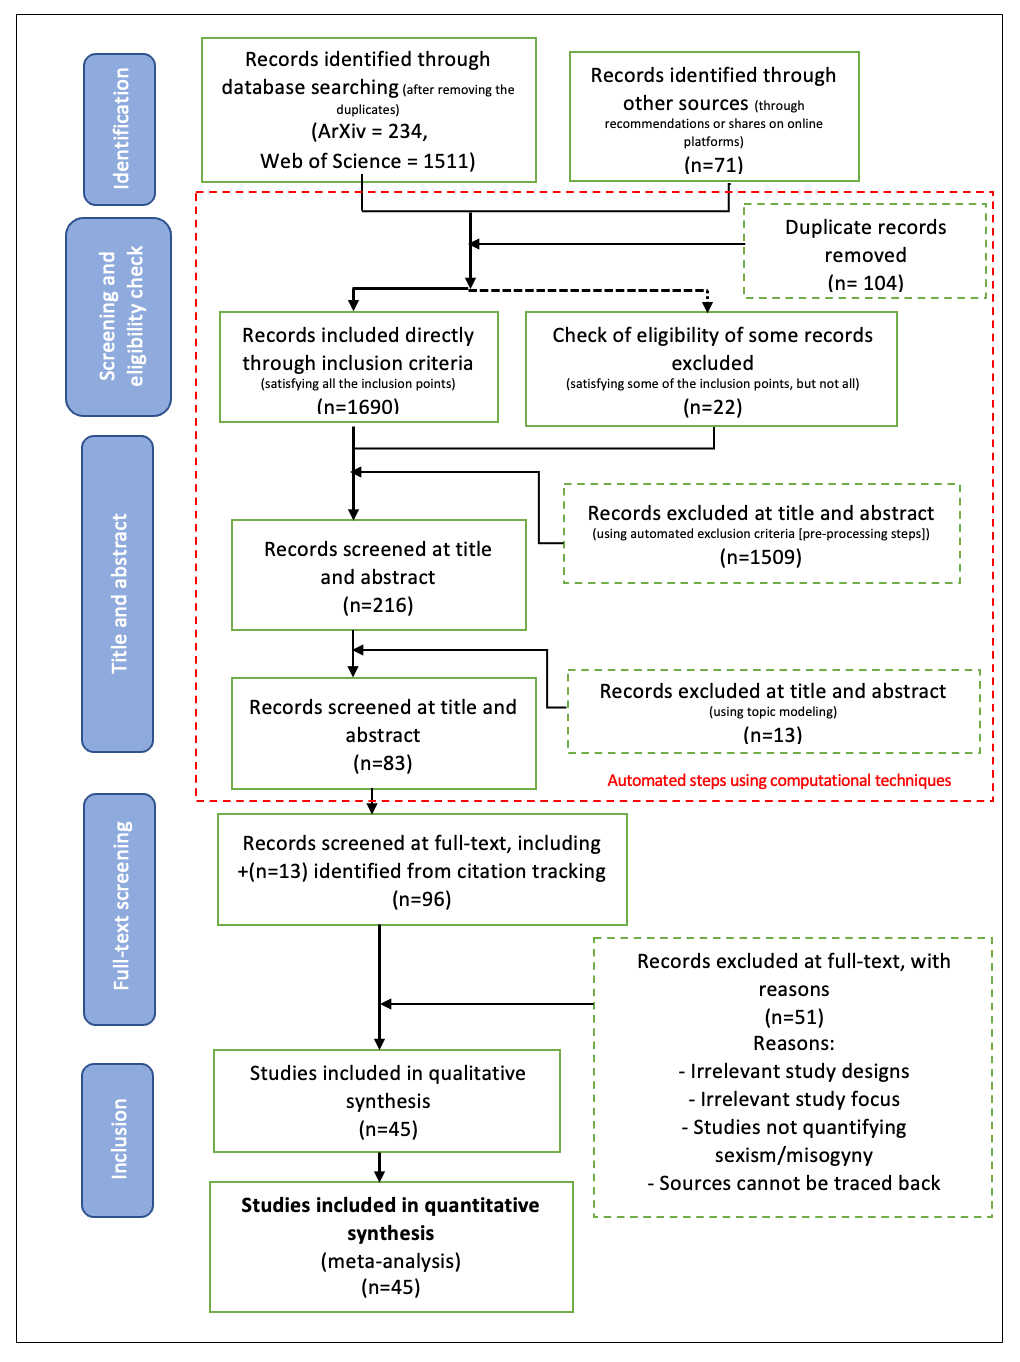 Identification
Records identified through
database searching (after removing the
duplicates)
(ArXiv = 234,
Web of Science = 1511)
Records identified through
other sources (through
recommendations or shares on online
platforms)
(n=71)
Screening and
eligibility check
Duplicate records
removed
(n= 104)
Records included directly
through inclusion criteria
(satisfying all the inclusion points)
(n=1690)
Check of eligibility of some records
excluded
(satisfying some of the inclusion points, but not all)
(n=22)
Title and abstract
Records excluded at title and abstract
(using automated exclusion criteria [pre-processing steps])
(n=1509)
Records screened at title
and abstract
(n=216)
Records excluded at title and abstract
(using topic modeling)
(n=13)
Records screened at title and
abstract
(n=83)
Automated steps using computational techniques
Full-text screening
Records screened at full-text, including
+(n=13) identified from citation tracking
(n=96)
Records excluded at full-text, with
reasons
(n=51)
Reasons:
- Irrelevant study designs
- Irrelevant study focus
- Studies not quantifying
sexism/misogyny
- Sources cannot be traced back
Inclusion
Studies included in qualitative
synthesis
(n=45)
Studies included in quantitative
synthesis
(meta-analysis)
(n=45)